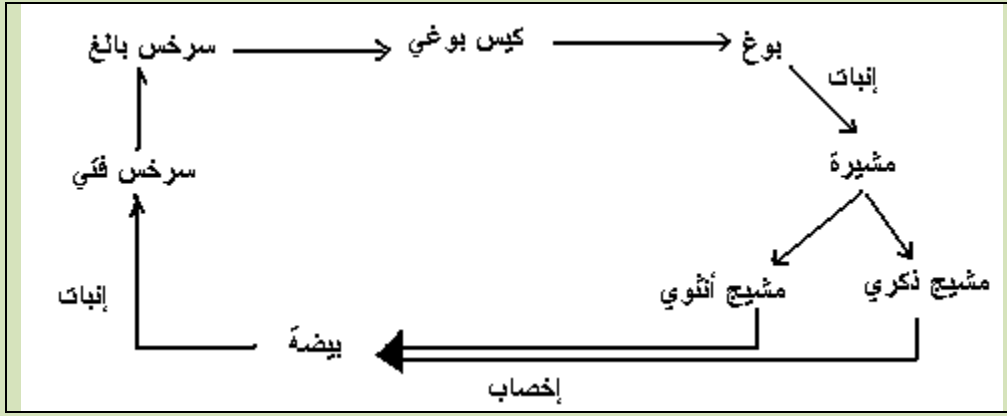 سرخس بالغ
كيس بوغي
بوغ
إنبات
مشيرة
سرخس فتي
مشيج ذكري
مشيج أنثوي
إنبات
بيضة
إخصاب